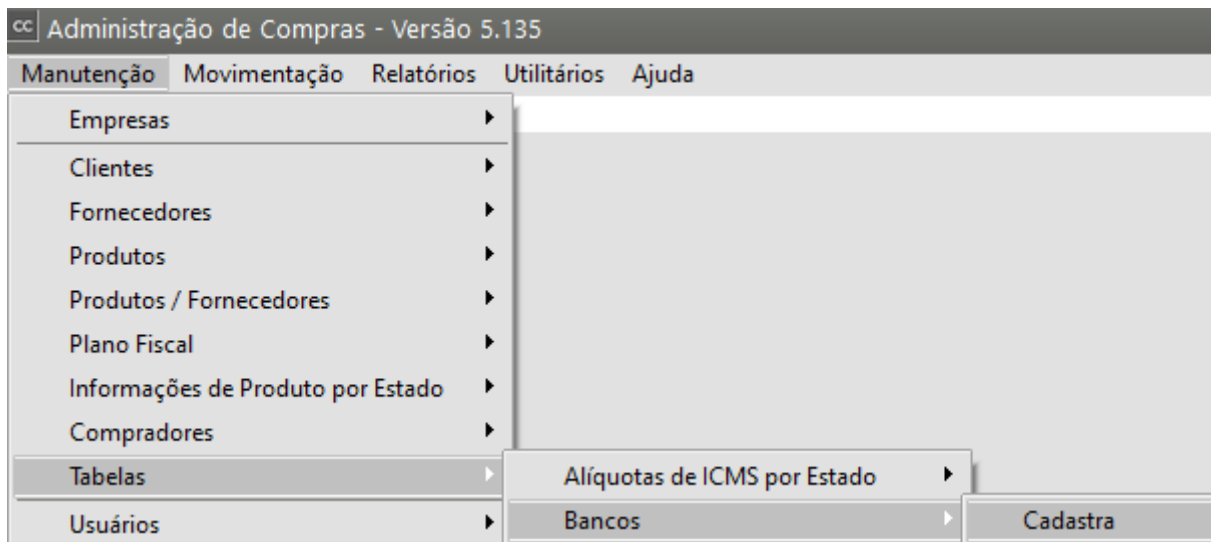 cc Administração de Compras - Versão 5.135
Manutenção Movimentação Relatórios Utilitários Ajuda
Empresas
Clientes
Fornecedores
Produtos
Produtos / Fornecedores
Plano Fiscal
Informações de Produto por Estado
Compradores
Tabelas Alíquotas de ICMS por Estado
Usuários Bancos Cadastra